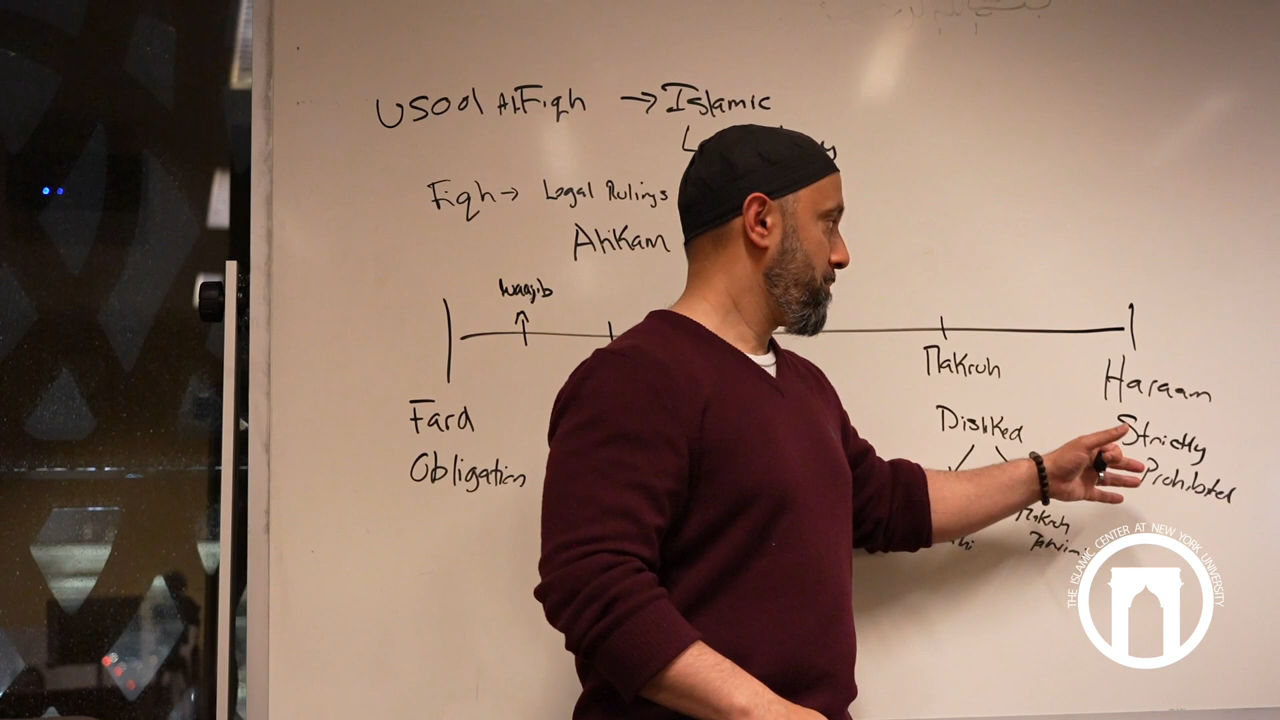 Usool AlFiqh → Islamic
Fiqh → Legal Rulings
Ahkam
Waajib
Makruh
Haraam
Fard
Disliked
Strictly
Obligation
Prohibited
Makruh
Tahrimi
THE ISLAMIC CENTER AT NEW YORK UNIVERSITY